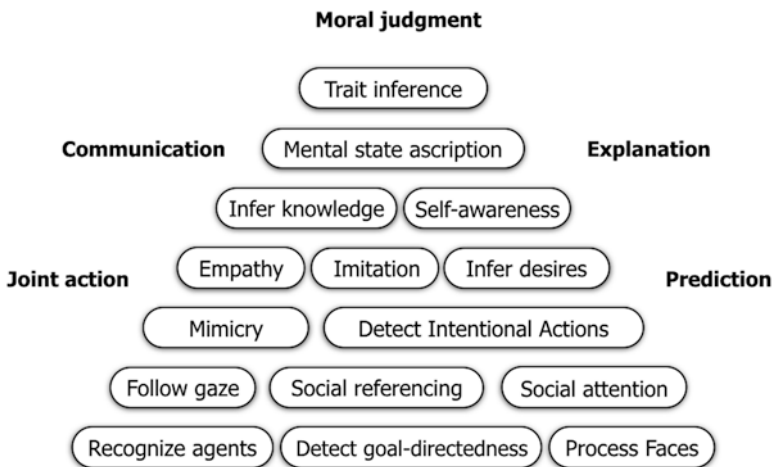 Moral judgment
Trait inference
Communication Mental state ascription Explanation
Infer knowledge Self-awareness
Joint action Empathy Imitation Infer desires Prediction
Mimicry Detect Intentional Actions
Follow gaze Social referencing Social attention
Recognize agents Detect goal-directedness Process Faces